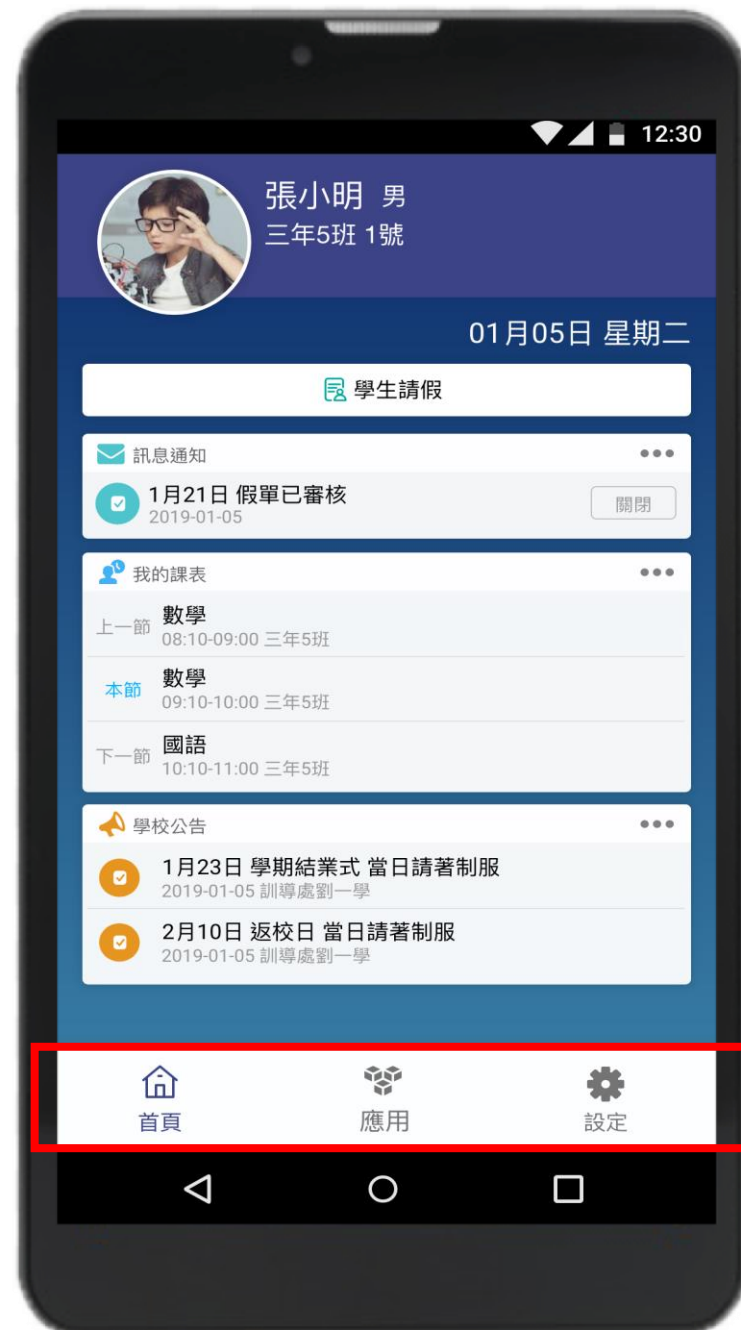 12:30
張小明 男
三年5班 1號
01月05日 星期二
學生請假
訊息通知
1月21日 假單已審核
2019-01-05
關閉
我的課表
上一節 數學
08:10-09:00 三年5班
本節 數學
09:10-10:00 三年5班
下一節 國語
10:10-11:00 三年5班
學校公告
1月23日 學期結業式 當日請著制服
2019-01-05 訓導處劉一學
2月10日 返校日 當日請著制服
2019-01-05 訓導處劉一學
首頁 應用 設定